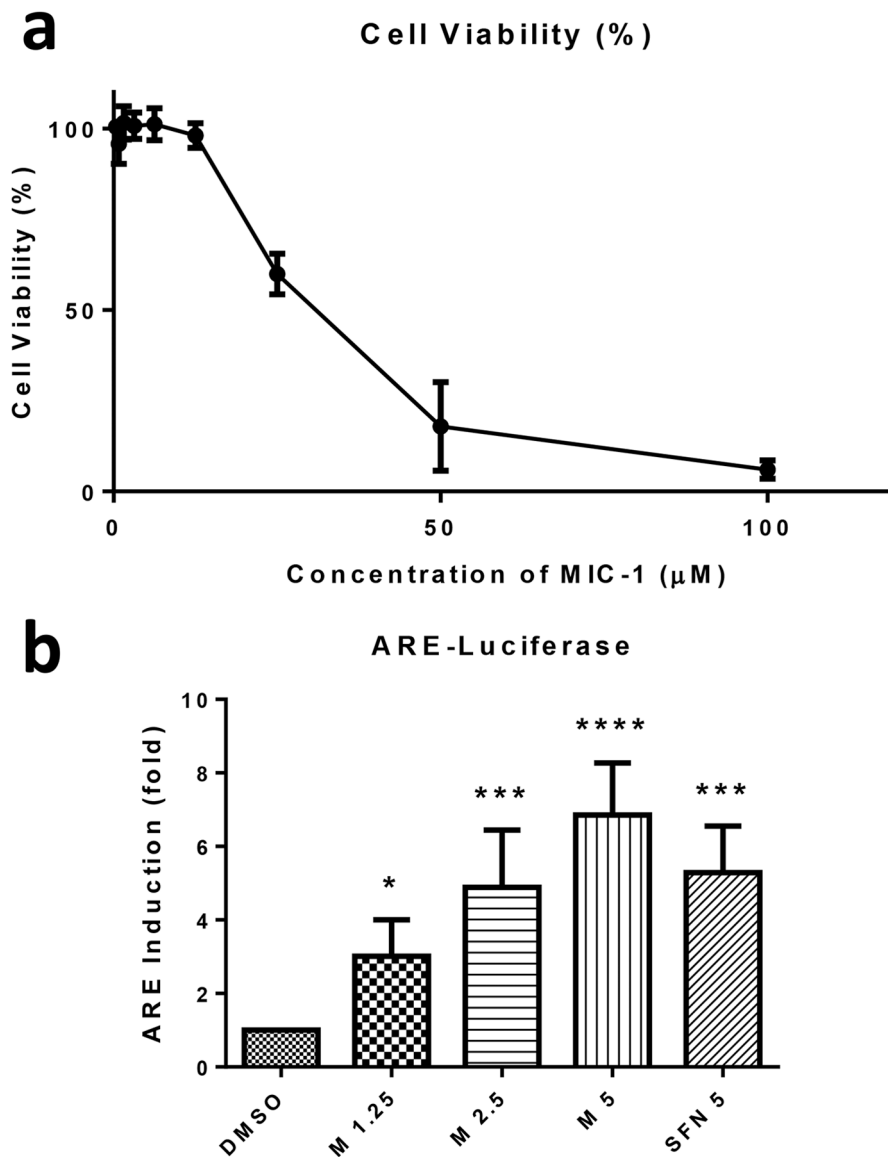 a
Cell Viability (%)
Cell Viability (%)
100
50
0
0
50
100
Concentration of MIC-1 (μM)
b
ARE-Luciferase
ARE Induction (fold)
10
8
6
4
2
0
*
***
****
***
DMSO
M 1.25
M 2.5
M 5
SFN 5